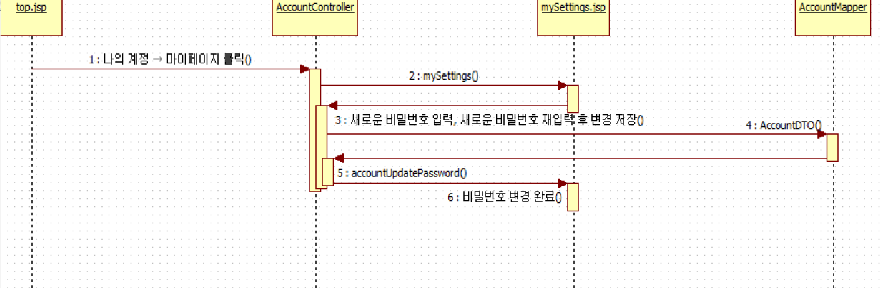 top.jsp
AccountController
mySettings.jsp
AccountMapper
1 : 나의 계정 → 마이페이지 클릭()
2 : mySettings()
3 : 새로운 비밀번호 입력, 새로운 비밀번호 재입력 후 변경 저장()
4 : AccountDTO()
5 : accountUpdatePassword()
6 : 비밀번호 변경 완료()